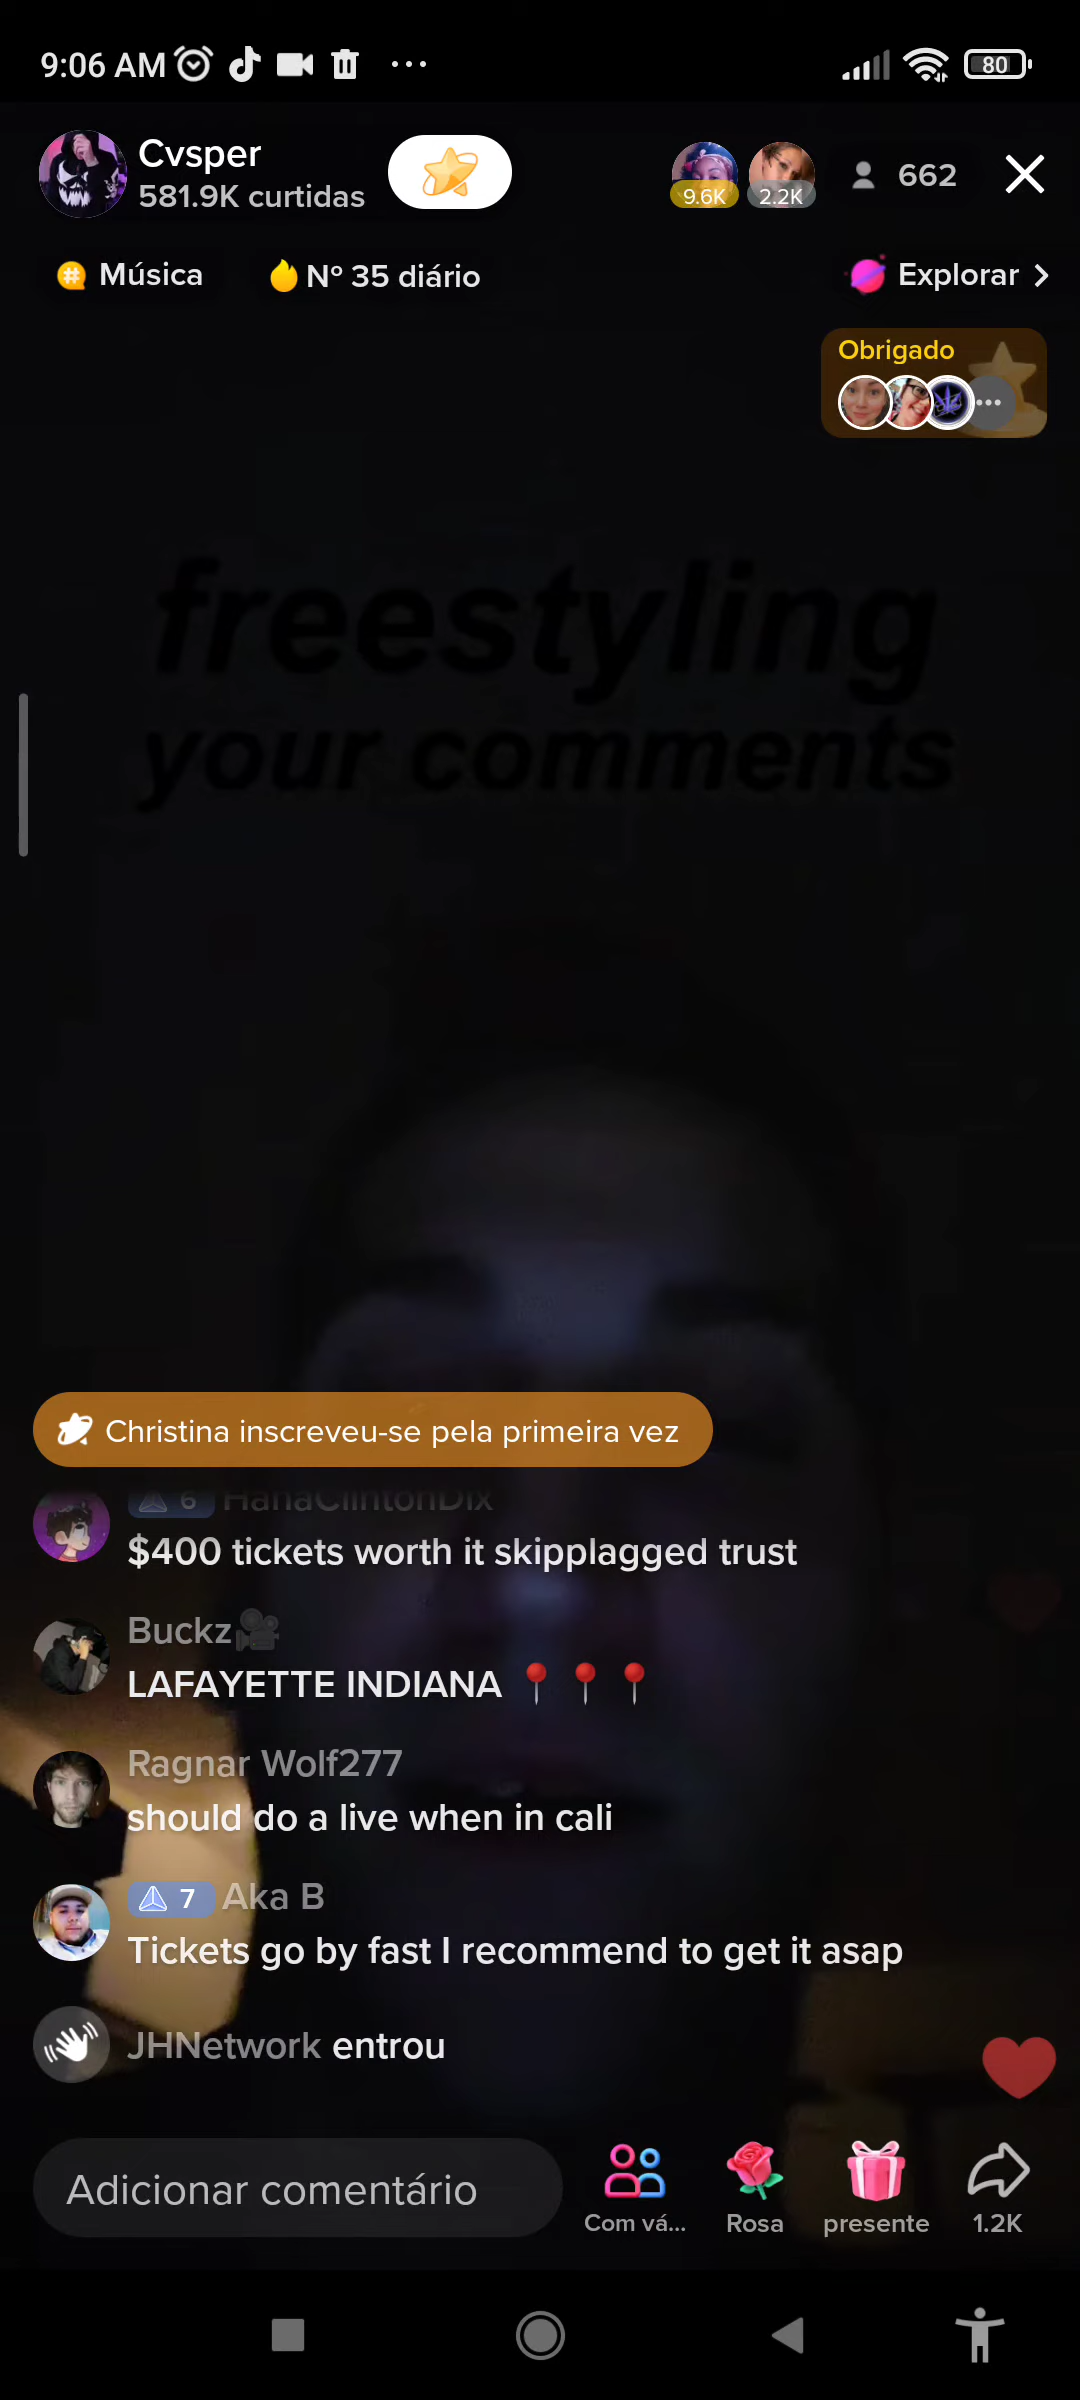 9:06 AM
80
Cvsper
581.9K curtidas
9.6K
2.2K
662
Música
Nº 35 diário
Explorar
Obrigado
freestyling
your comments
Christina inscreveu-se pela primeira vez
6 HanaClintonDix
$400 tickets worth it skipplagged trust
Buckz
LAFAYETTE INDIANA
Ragnar Wolf277
should do a live when in cali
7 Aka B
Tickets go by fast I recommend to get it asap
JHNetwork entrou
Adicionar comentário
Com vá...
Rosa
presente
1.2K